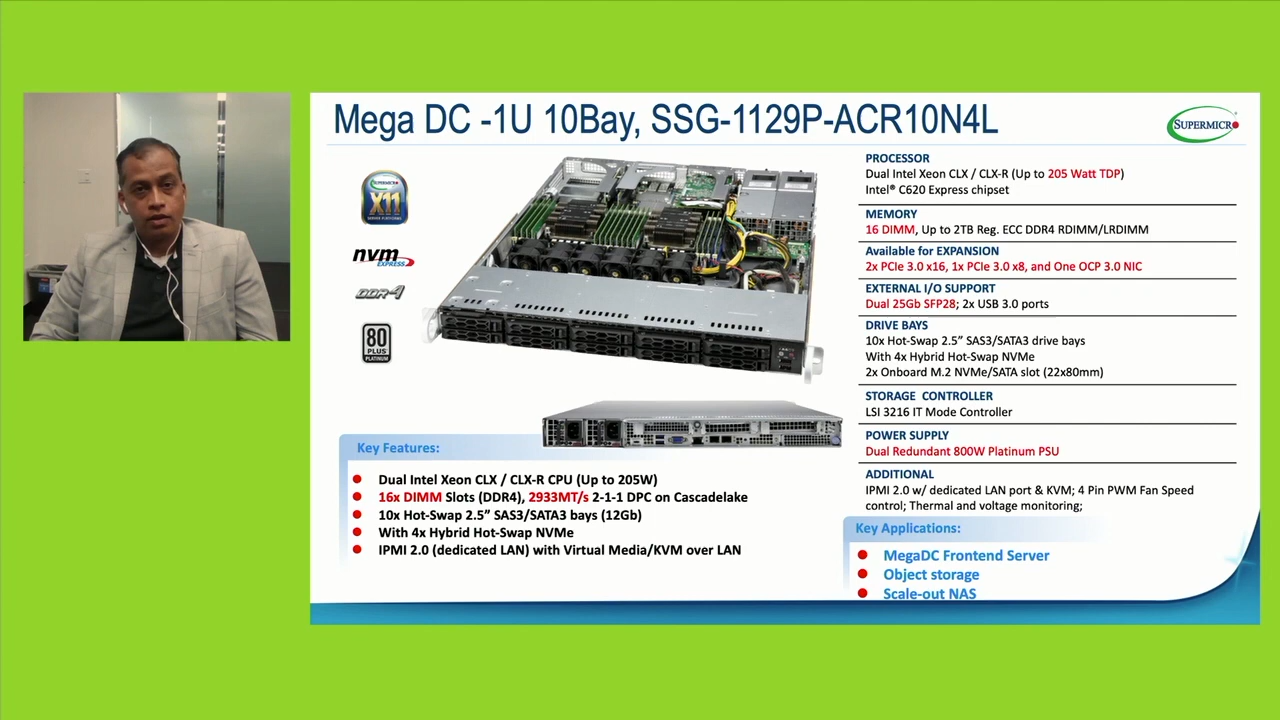 Mega DC -1U 10Bay, SSG-1129P-ACR10N4L
SUPERMICRO
X11
nvm
EXPRESS
DDR4
80
PLUS
PLATINUM
PROCESSOR
Dual Intel Xeon CLX / CLX-R (Up to 205 Watt TDP)
Intel® C620 Express chipset
MEMORY
16 DIMM, Up to 2TB Reg. ECC DDR4 RDIMM/LRDIMM
Available for EXPANSION
2x PCIe 3.0 x16, 1x PCIe 3.0 x8, and One OCP 3.0 NIC
EXTERNAL I/O SUPPORT
Dual 25Gb SFP28; 2x USB 3.0 ports
DRIVE BAYS
10x Hot-Swap 2.5” SAS3/SATA3 drive bays
With 4x Hybrid Hot-Swap NVMe
2x Onboard M.2 NVMe/SATA slot (22x80mm)
STORAGE CONTROLLER
LSI 3216 IT Mode Controller
POWER SUPPLY
Dual Redundant 800W Platinum PSU
ADDITIONAL
IPMI 2.0 w/ dedicated LAN port & KVM; 4 Pin PWM Fan Speed
control; Thermal and voltage monitoring;
Key Features:
Dual Intel Xeon CLX / CLX-R CPU (Up to 205W)
16x DIMM Slots (DDR4), 2933MT/s 2-1-1 DPC on Cascadelake
10x Hot-Swap 2.5” SAS3/SATA3 bays (12Gb)
With 4x Hybrid Hot-Swap NVMe
IPMI 2.0 (dedicated LAN) with Virtual Media/KVM over LAN
Key Applications:
MegaDC Frontend Server
Object storage
Scale-out NAS